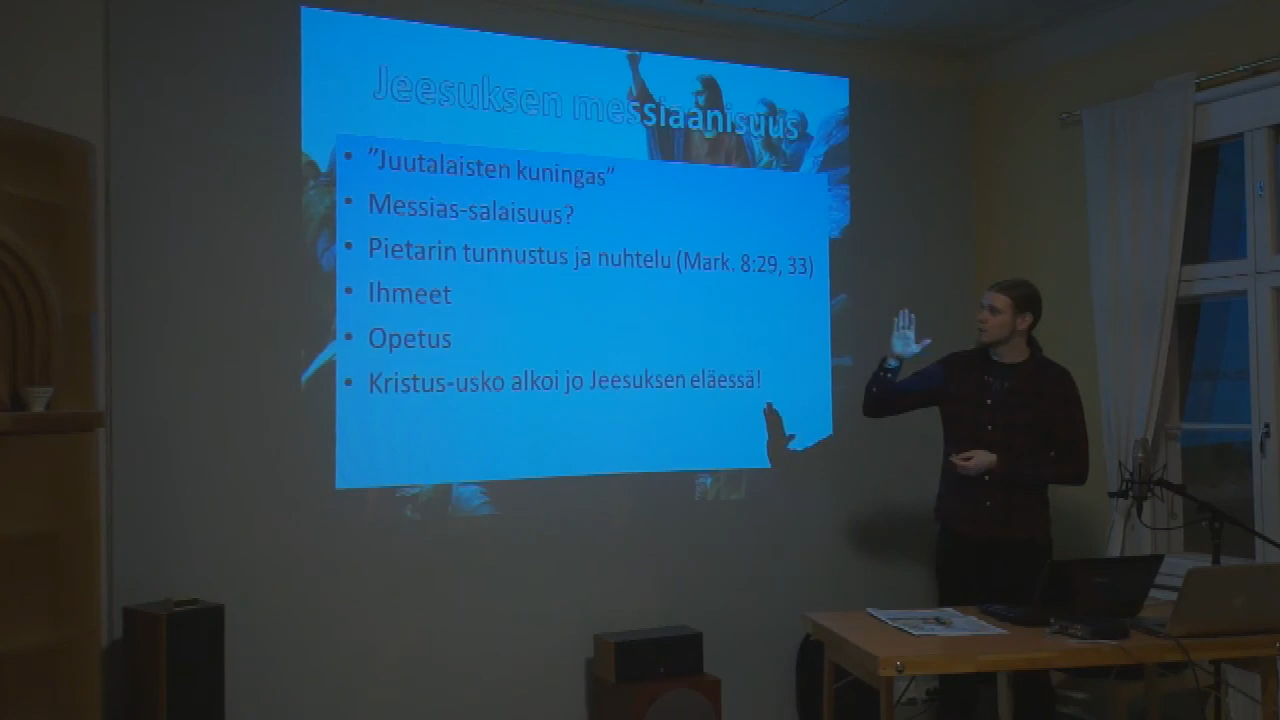 Jeesuksen messiaanisuus
• ”Juutalaisten kuningas”
• Messias-salaisuus?
• Pietarin tunnustus ja nuhtelu (Mark. 8:29, 33)
• Ihmeet
• Opetus
• Kristus-usko alkoi jo Jeesuksen eläessä!